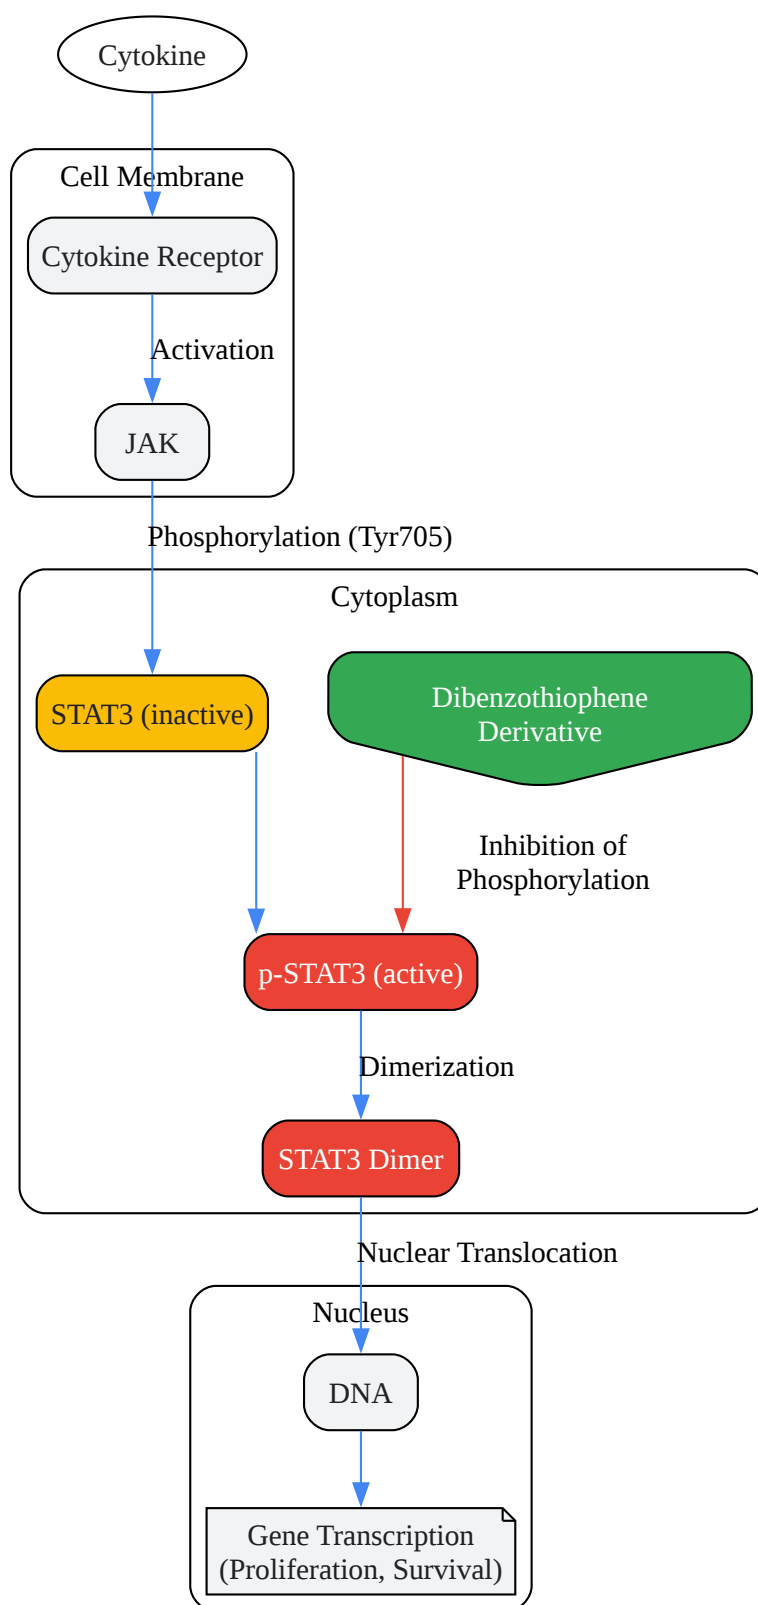 Cytokine
Cell Membrane
Cytokine Receptor
Activation
JAK
Phosphorylation (Tyr705)
Cytoplasm
STAT3 (inactive)
Dibenzothiophene
Derivative
Inhibition of
Phosphorylation
p-STAT3 (active)
Dimerization
STAT3 Dimer
Nuclear Translocation
Nucleus
DNA
Gene Transcription
(Proliferation, Survival)